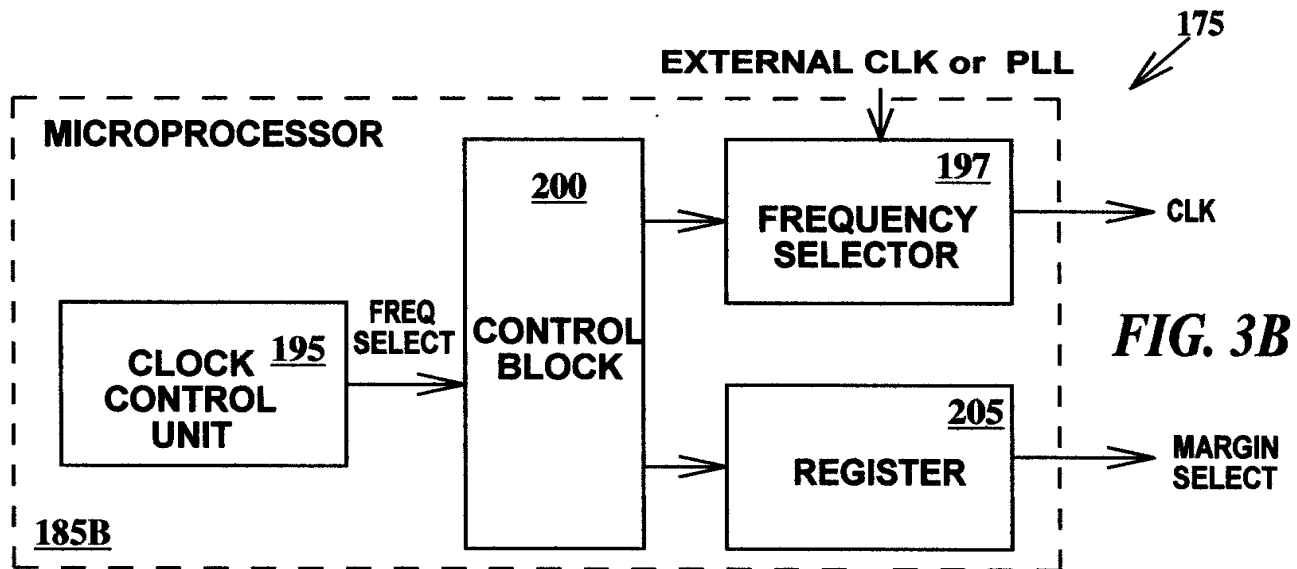 175
EXTERNAL CLK or PLL
MICROPROCESSOR
200
CONTROL
BLOCK
197
FREQUENCY
SELECTOR
CLK
FREQ
SELECT
195
CLOCK
CONTROL
UNIT
FIG. 3B
205
REGISTER
MARGIN
SELECT
185B